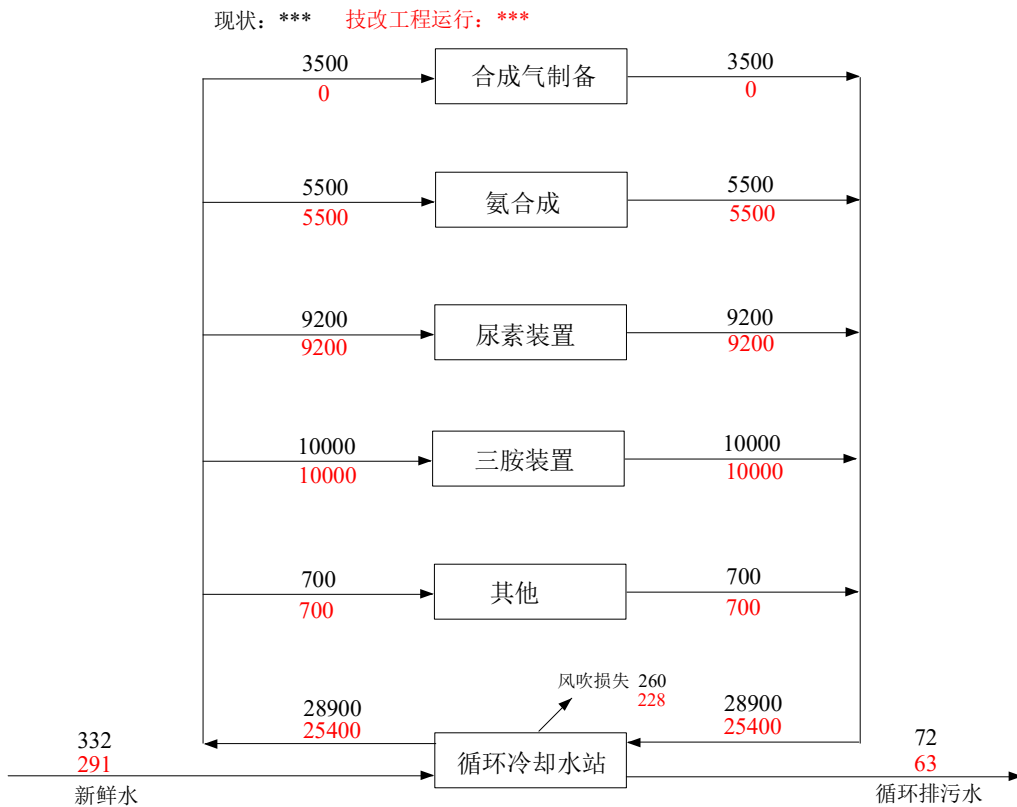 现状：*** 技改工程运行：***
3500 合成气制备 3500
0 0
5500 氨合成 5500
5500 5500
9200 尿素装置 9200
9200 9200
10000 三胺装置 10000
10000 10000
700 其他 700
700 700
风吹损失 260
228
28900 28900
25400 25400
332 循环冷却水站 72
291 63
新鲜水 循环排污水